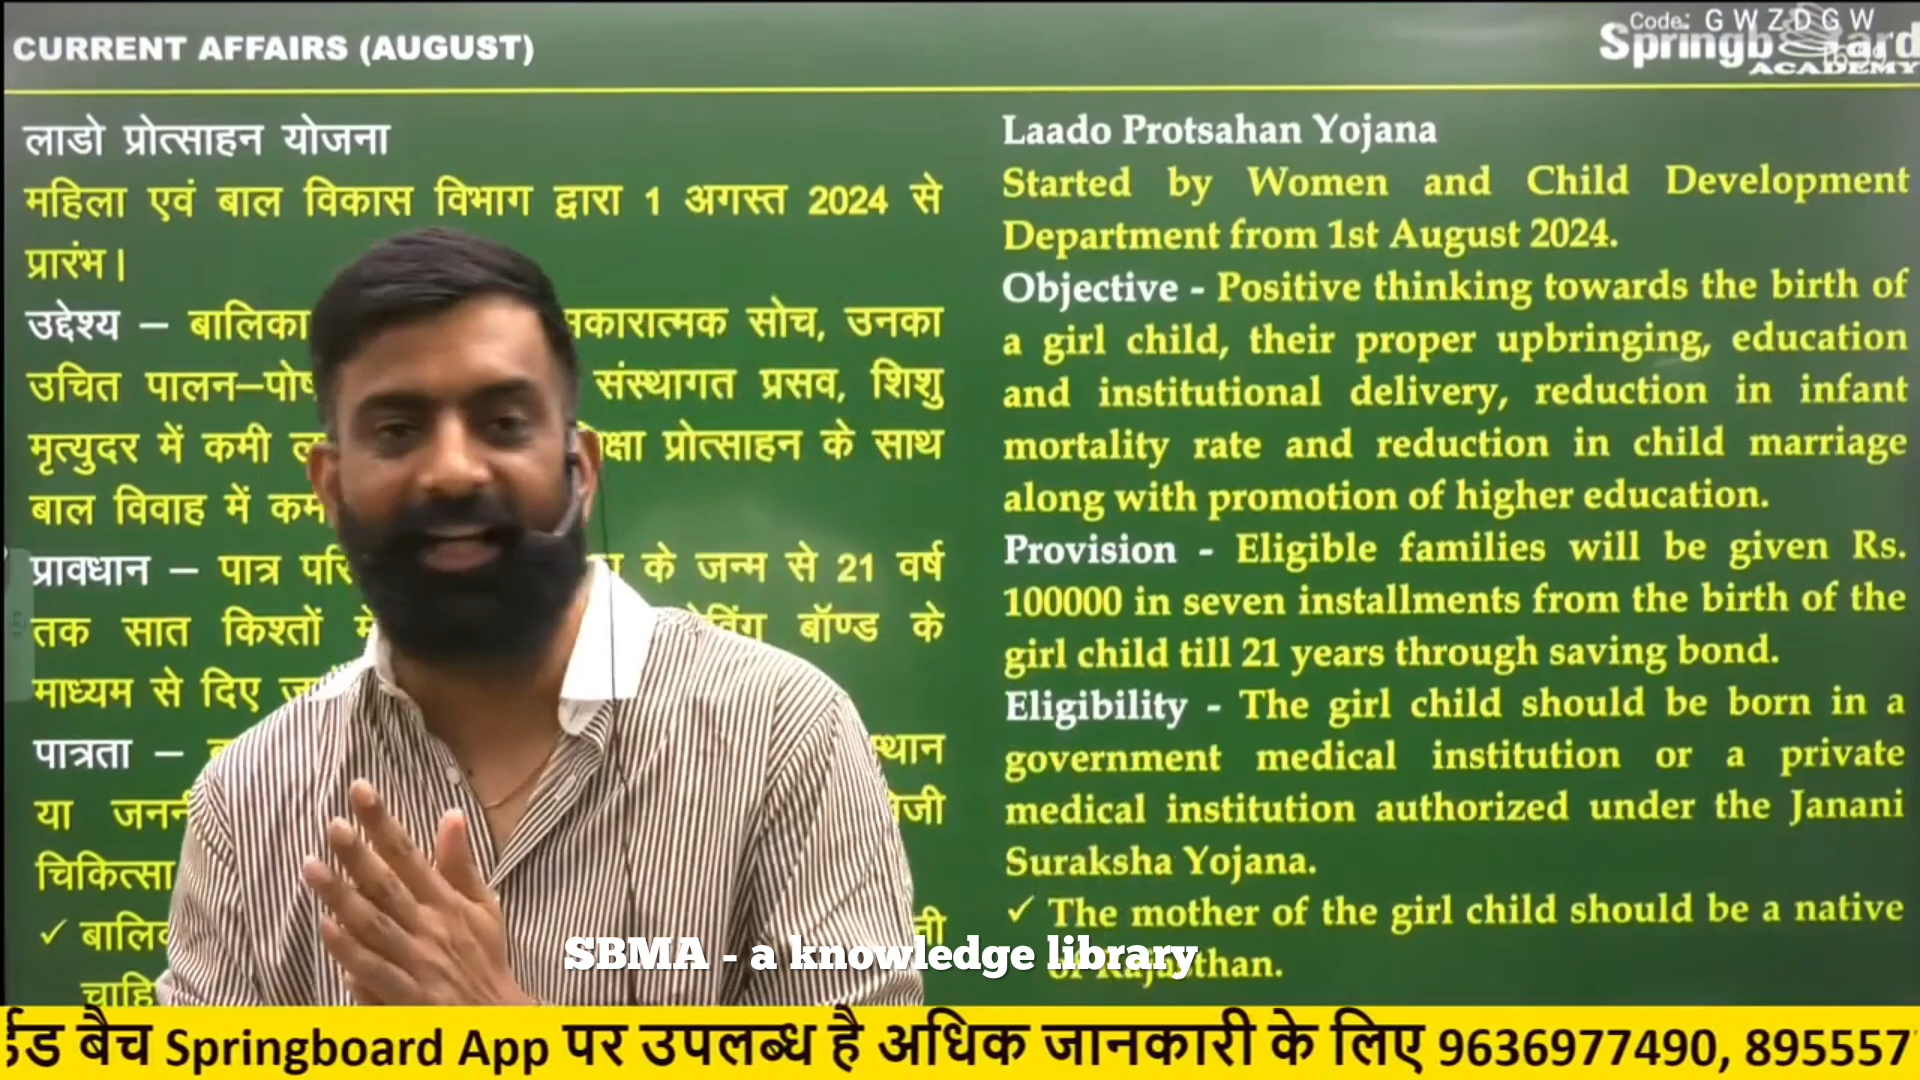 CURRENT AFFAIRS (AUGUST)
Code: G W Z D G W
Springboard
ACADEMY
लाडो प्रोत्साहन योजना
महिला एवं बाल विकास विभाग द्वारा 1 अगस्त 2024 से
प्रारंभ।
उद्देश्य – बालिका सकारात्मक सोच, उनका
उचित पालन–पोष संस्थागत प्रसव, शिशु
मृत्युदर में कमी क्षा प्रोत्साहन के साथ
बाल विवाह में कम
प्रावधान – पात्र परि के जन्म से 21 वर्ष
तक सात किश्तों में बॉण्ड के
माध्यम से दिए
पात्रता –
या
चिकित्सा
✓ बालि
चाहि
Laado Protsahan Yojana
Started by Women and Child Development
Department from 1st August 2024.
Objective - Positive thinking towards the birth of
a girl child, their proper upbringing, education
and institutional delivery, reduction in infant
mortality rate and reduction in child marriage
along with promotion of higher education.
Provision - Eligible families will be given Rs.
100000 in seven installments from the birth of the
girl child till 21 years through saving bond.
Eligibility - The girl child should be born in a
government medical institution or a private
medical institution authorized under the Janani
Suraksha Yojana.
✓ The mother of the girl child should be a native
of Rajasthan.
SBMA - a knowledge library
बैच Springboard App पर उपलब्ध है अधिक जानकारी के लिए 9636977490, 895557